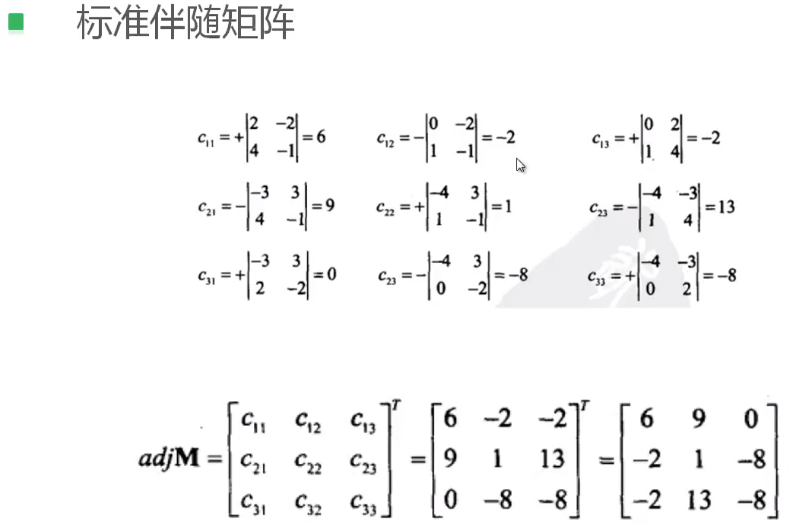 标准伴随矩阵
c₁₁ = +|2 −2; 4 −1| = 6    c₁₂ = −|0 −2; 1 −1| = −2    c₁₃ = +|0 2; 1 4| = −2
c₂₁ = −|−3 3; 4 −1| = 9    c₂₂ = +|−4 3; 1 −1| = 1    c₂₃ = −|−4 −3; 1 4| = 13
c₃₁ = +|−3 3; 2 −2| = 0    c₂₃ = −|−4 3; 0 −2| = −8    c₃₃ = +|−4 −3; 0 2| = −8
adjM = [c₁₁ c₁₂ c₁₃; c₂₁ c₂₂ c₂₃; c₃₁ c₃₂ c₃₃]ᵀ = [6 −2 −2; 9 1 13; 0 −8 −8]ᵀ = [6 9 0; −2 1 −8; −2 13 −8]